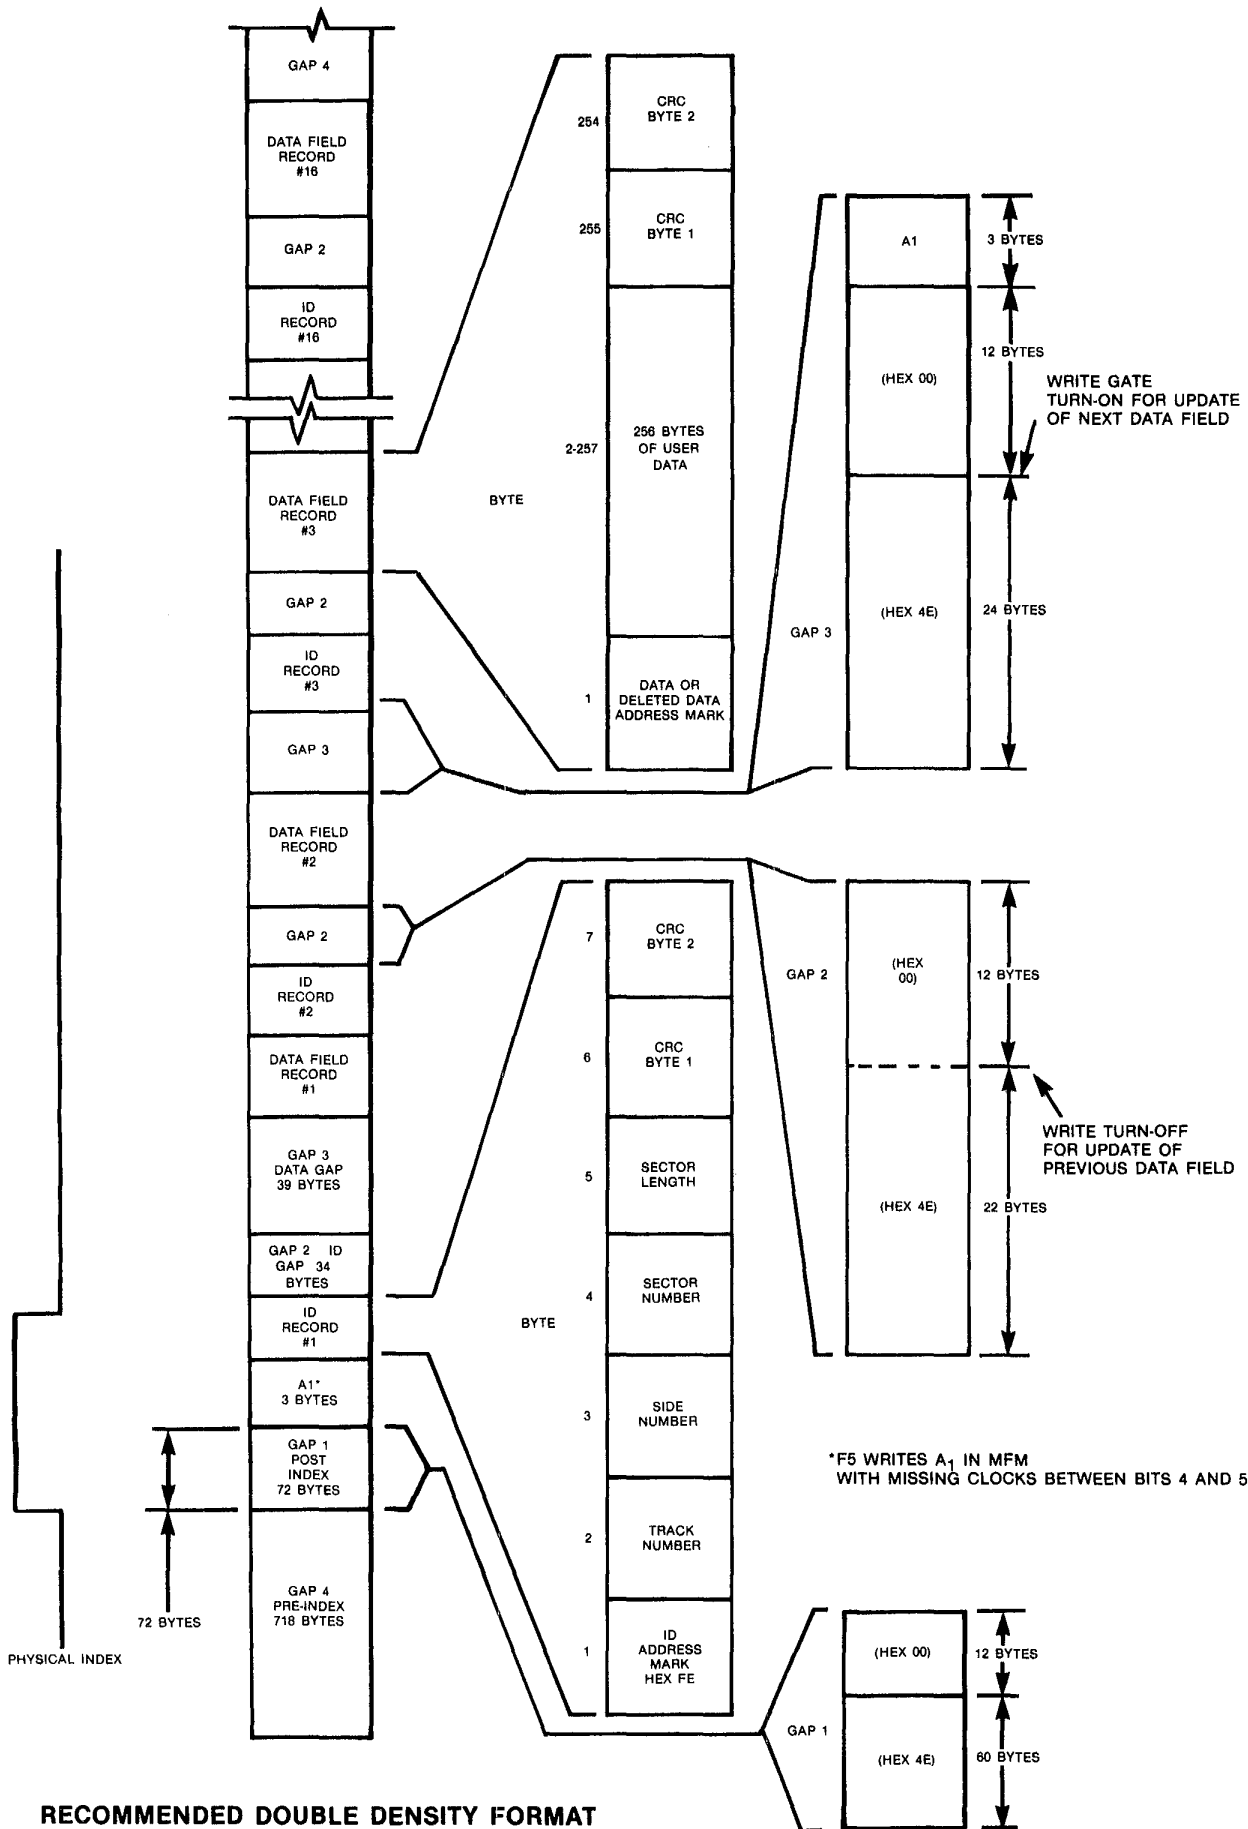 GAP 4
DATA FIELD
RECORD
#16
GAP 2
ID
RECORD
#16
DATA FIELD
RECORD
#3
GAP 2
ID
RECORD
#3
GAP 3
DATA FIELD
RECORD
#2
GAP 2
ID
RECORD
#2
DATA FIELD
RECORD
#1
GAP 3
DATA GAP
39 BYTES
GAP 2 ID
GAP 34
BYTES
ID
RECORD
#1
A1*
3 BYTES
GAP 1
POST
INDEX
72 BYTES
GAP 4
PRE-INDEX
718 BYTES
72 BYTES
PHYSICAL INDEX
254
CRC
BYTE 2
255
CRC
BYTE 1
2-257
256 BYTES
OF USER
DATA
BYTE
1
DATA OR
DELETED DATA
ADDRESS MARK
A1
3 BYTES
(HEX 00)
12 BYTES
WRITE GATE
TURN-ON FOR UPDATE
OF NEXT DATA FIELD
GAP 3
(HEX 4E)
24 BYTES
7
CRC
BYTE 2
6
CRC
BYTE 1
5
SECTOR
LENGTH
4
SECTOR
NUMBER
BYTE
3
SIDE
NUMBER
2
TRACK
NUMBER
1
ID
ADDRESS
MARK
HEX FE
GAP 2
(HEX
00)
12 BYTES
WRITE TURN-OFF
FOR UPDATE OF
PREVIOUS DATA FIELD
(HEX 4E)
22 BYTES
*F5 WRITES A1 IN MFM
WITH MISSING CLOCKS BETWEEN BITS 4 AND 5
GAP 1
(HEX 00)
12 BYTES
(HEX 4E)
60 BYTES
RECOMMENDED DOUBLE DENSITY FORMAT